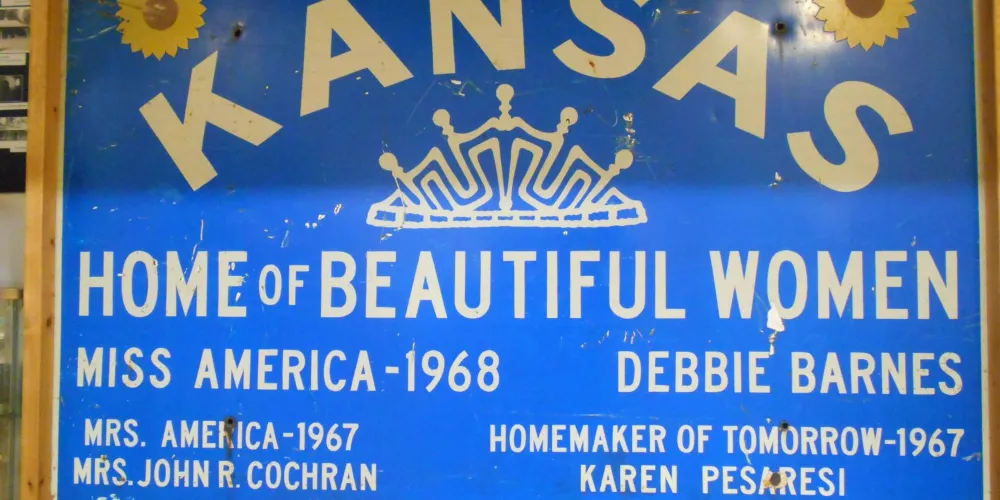 KANSAS
HOME OF BEAUTIFUL WOMEN
MISS AMERICA-1968 DEBBIE BARNES
MRS. AMERICA-1967
MRS. JOHN R. COCHRAN
HOMEMAKER OF TOMORROW-1967
KAREN PESARESI